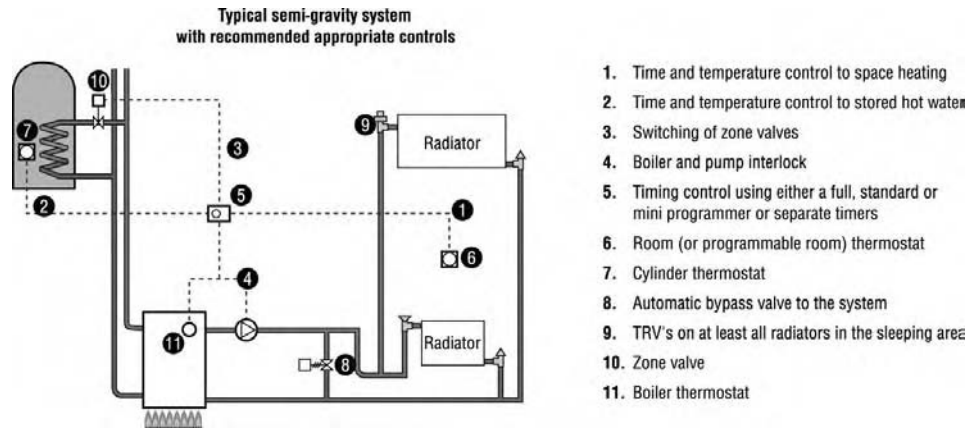 Typical semi-gravity system
with recommended appropriate controls
10
7
9
Radiator
3
2
5
1
6
4
11
8
Radiator
1. Time and temperature control to space heating
2. Time and temperature control to stored hot water
3. Switching of zone valves
4. Boiler and pump interlock
5. Timing control using either a full, standard or
mini programmer or separate timers
6. Room (or programmable room) thermostat
7. Cylinder thermostat
8. Automatic bypass valve to the system
9. TRV's on at least all radiators in the sleeping area
10. Zone valve
11. Boiler thermostat